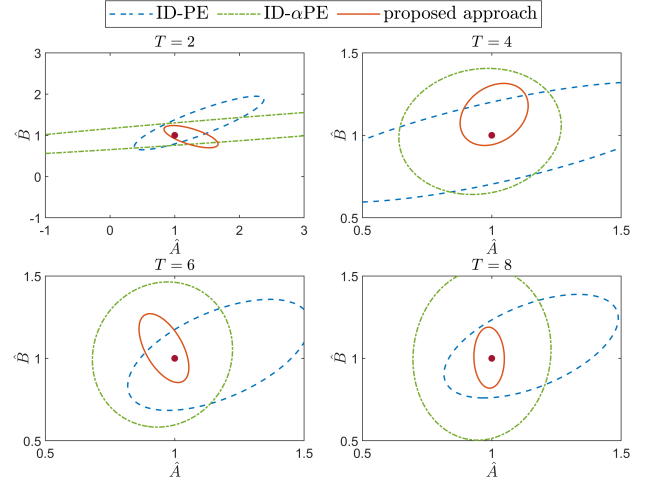 ID-PE ID-αPE proposed approach
T = 2
3
2
1
0
-1
B̂
-1 0 1 2 3
Â
T = 4
1.5
1
0.5
B̂
0.5 1 1.5
Â
T = 6
1.5
1
0.5
B̂
0.5 1 1.5
Â
T = 8
1.5
1
0.5
B̂
0.5 1 1.5
Â